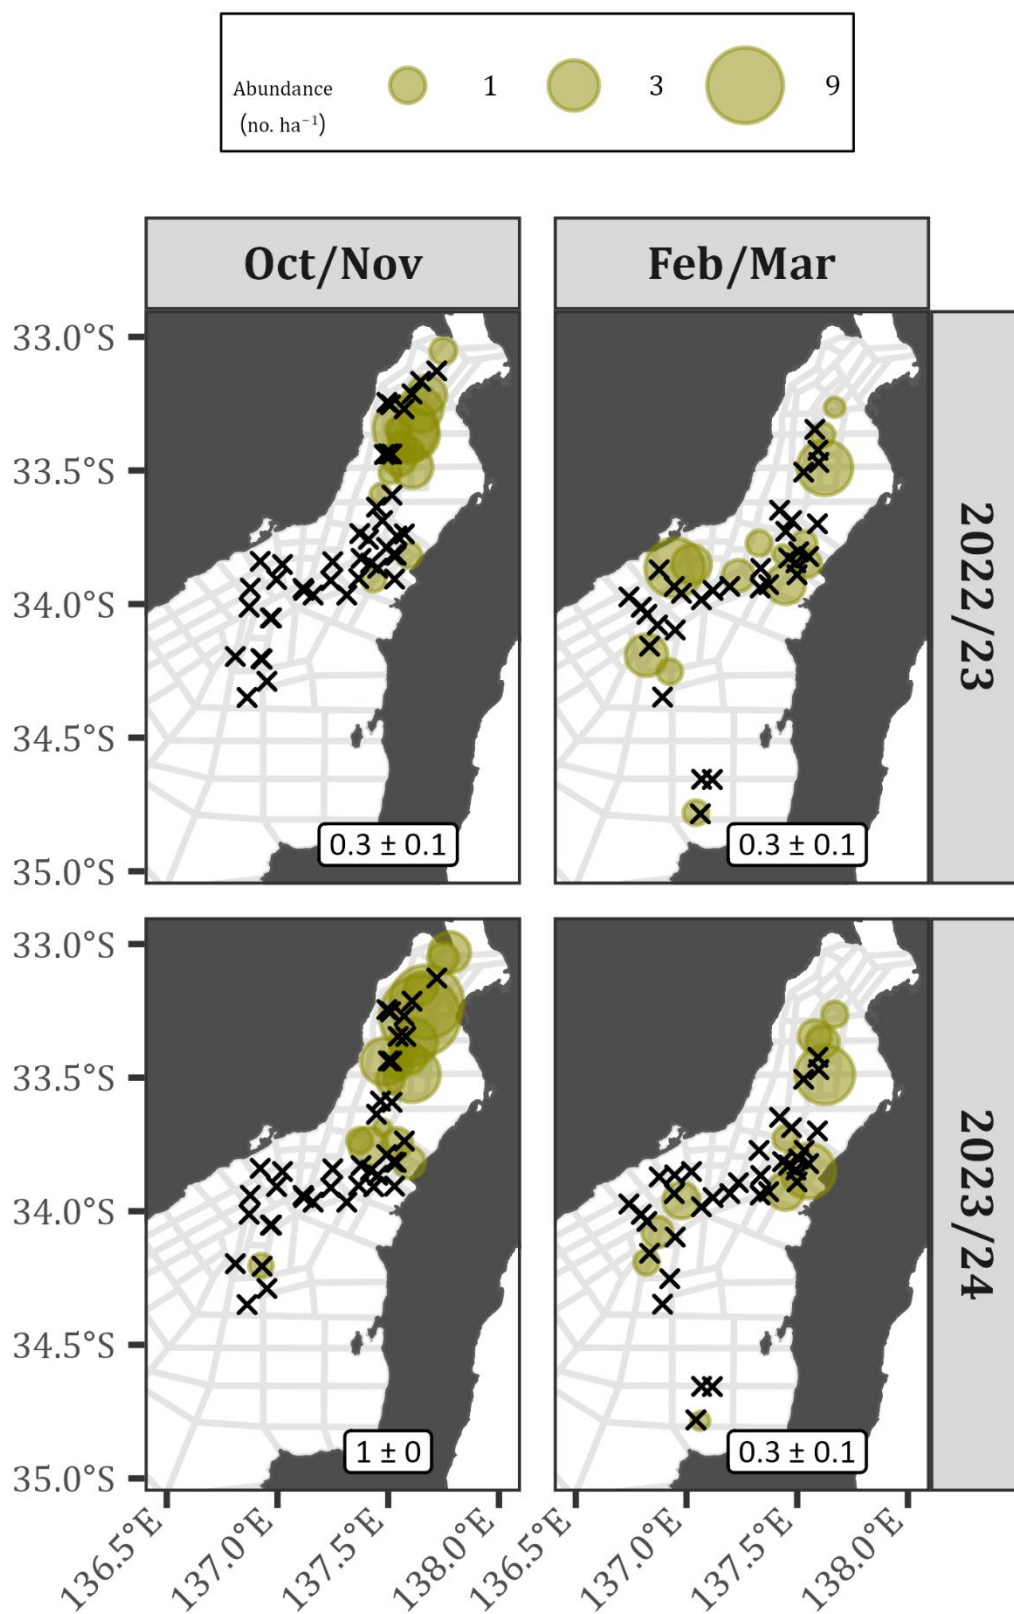 Abundance
(no. ha⁻¹)
1
3
9
Oct/Nov
Feb/Mar
33.0°S
33.5°S
34.0°S
34.5°S
35.0°S
0.3 ± 0.1
0.3 ± 0.1
2022/23
33.0°S
33.5°S
34.0°S
34.5°S
35.0°S
1 ± 0
0.3 ± 0.1
2023/24
136.5°E
137.0°E
137.5°E
138.0°E
136.5°E
137.0°E
137.5°E
138.0°E